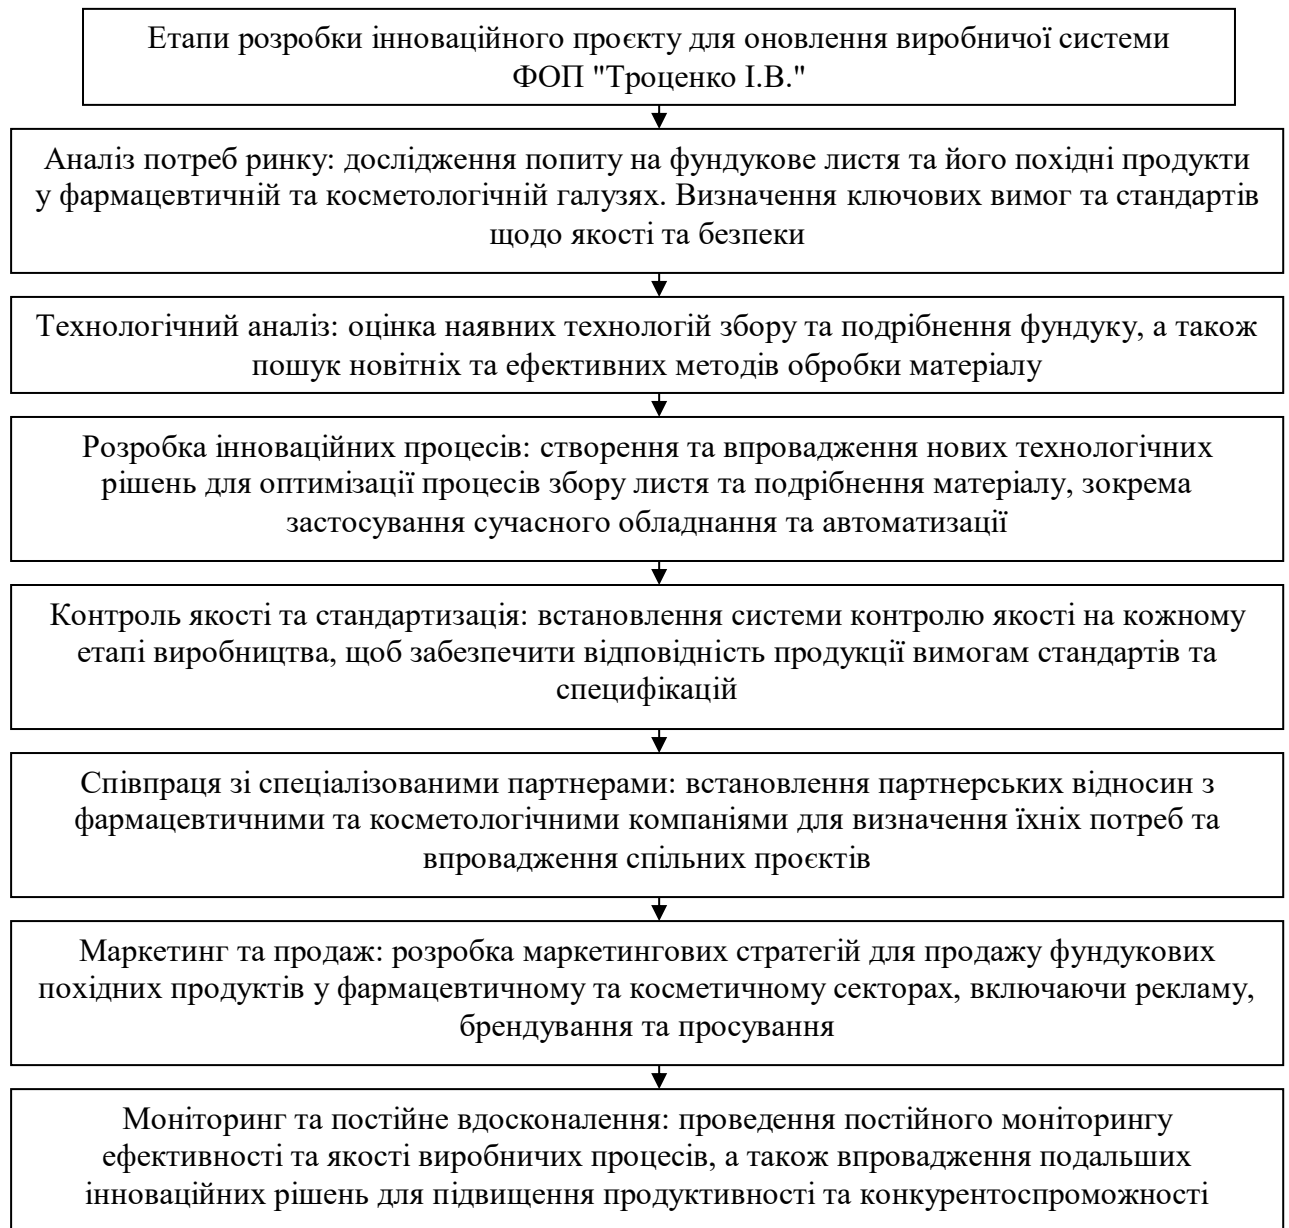 Етапи розробки інноваційного проєкту для оновлення виробничої системи
ФОП "Троценко І.В."
Аналіз потреб ринку: дослідження попиту на фундукове листя та його похідні продукти
у фармацевтичній та косметологічній галузях. Визначення ключових вимог та стандартів
щодо якості та безпеки
Технологічний аналіз: оцінка наявних технологій збору та подрібнення фундуку, а також
пошук новітніх та ефективних методів обробки матеріалу
Розробка інноваційних процесів: створення та впровадження нових технологічних
рішень для оптимізації процесів збору листя та подрібнення матеріалу, зокрема
застосування сучасного обладнання та автоматизації
Контроль якості та стандартизація: встановлення системи контролю якості на кожному
етапі виробництва, щоб забезпечити відповідність продукції вимогам стандартів та
специфікацій
Співпраця зі спеціалізованими партнерами: встановлення партнерських відносин з
фармацевтичними та косметологічними компаніями для визначення їхніх потреб та
впровадження спільних проєктів
Маркетинг та продаж: розробка маркетингових стратегій для продажу фундукових
похідних продуктів у фармацевтичному та косметичному секторах, включаючи рекламу,
брендування та просування
Моніторинг та постійне вдосконалення: проведення постійного моніторингу
ефективності та якості виробничих процесів, а також впровадження подальших
інноваційних рішень для підвищення продуктивності та конкурентоспроможності